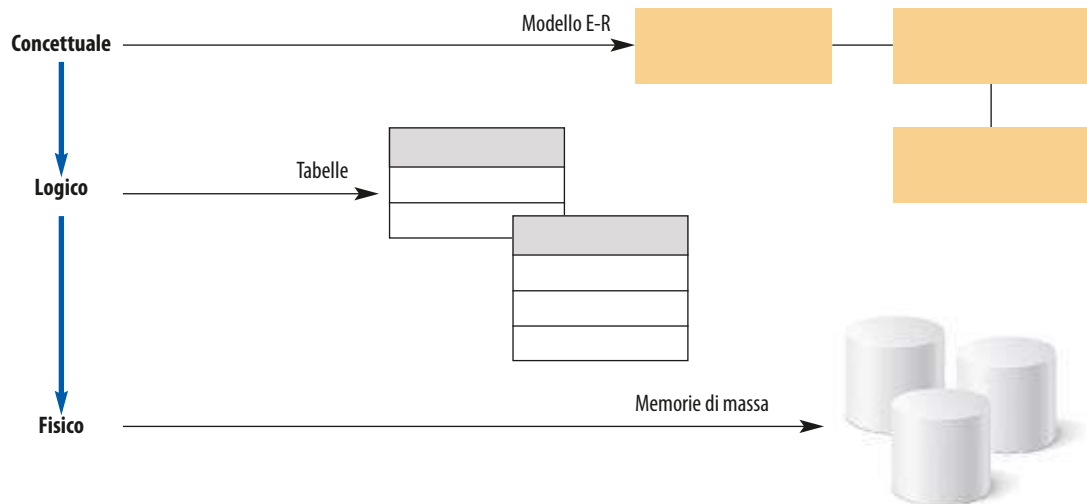 Modello E-R
Concettuale
Tabelle
Logico
Memorie di massa
Fisico